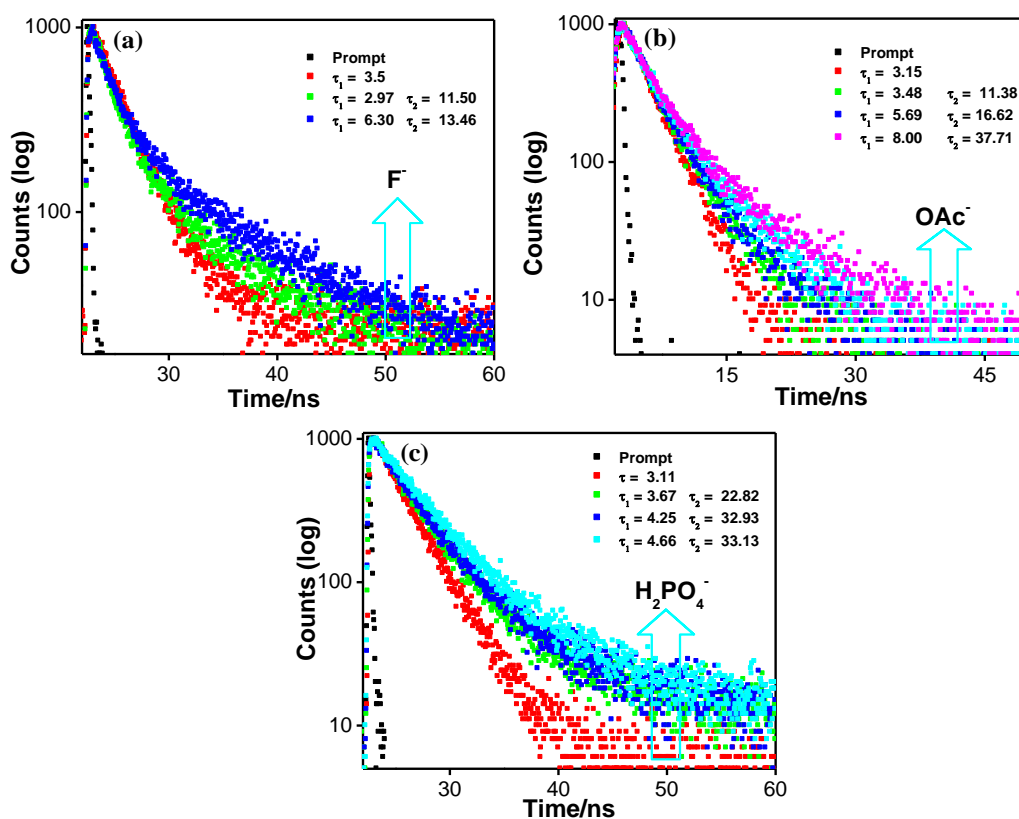 (a)
Counts (log)
1000
100
Prompt
τ1 = 3.5
τ1 = 2.97 τ2 = 11.50
τ1 = 6.30 τ2 = 13.46
F-
30 40 50 60
Time/ns
(b)
Counts (log)
1000
100
10
Prompt
τ1 = 3.15
τ1 = 3.48 τ2 = 11.38
τ1 = 5.69 τ2 = 16.62
τ1 = 8.00 τ2 = 37.71
OAc-
15 30 45
Time/ns
(c)
Counts (log)
1000
100
10
Prompt
τ = 3.11
τ1 = 3.67 τ2 = 22.82
τ1 = 4.25 τ2 = 32.93
τ1 = 4.66 τ2 = 33.13
H2PO4-
30 40 50 60
Time/ns